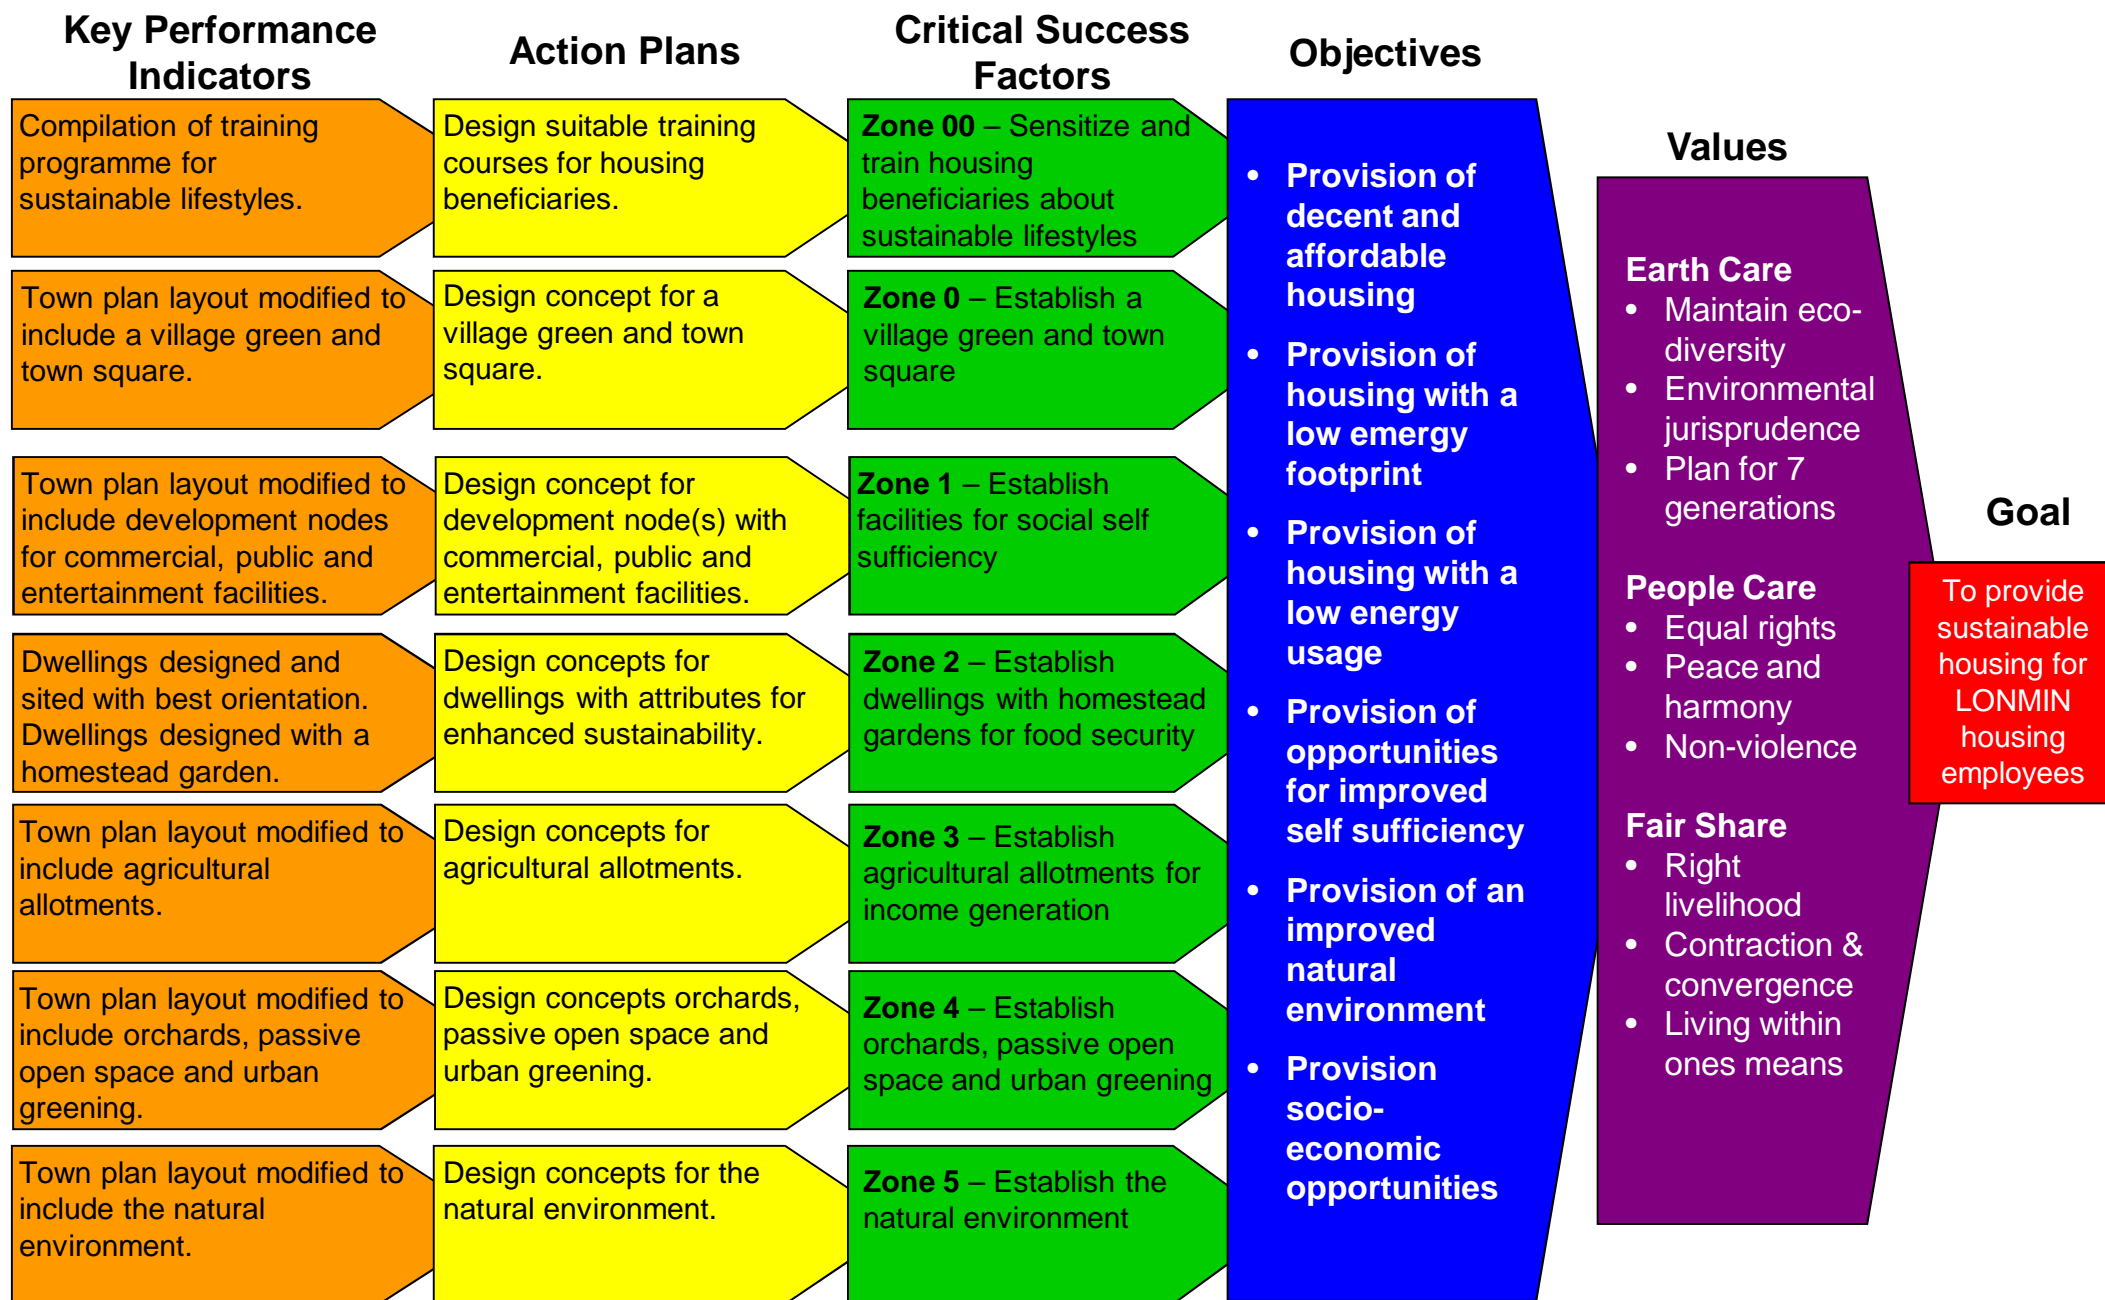 Key Performance
Indicators
Compilation of training
programme for
sustainable lifestyles.
Town plan layout modified to
include a village green and
town square.
Town plan layout modified to
include development nodes
for commercial, public and
entertainment facilities.
Dwellings designed and
sited with best orientation.
Dwellings designed with a
homestead garden.
Town plan layout modified to
include agricultural
allotments.
Town plan layout modified to
include orchards, passive
open space and urban
greening.
Town plan layout modified to
include the natural
environment.
Action Plans
Design suitable training
courses for housing
beneficiaries.
Design concept for a
village green and town
square.
Design concept for
development node(s) with
commercial, public and
entertainment facilities.
Design concepts for
dwellings with attributes for
enhanced sustainability.
Design concepts for
agricultural allotments.
Design concepts orchards,
passive open space and
urban greening.
Design concepts for the
natural environment.
Critical Success
Factors
Zone 00 – Sensitize and
train housing
beneficiaries about
sustainable lifestyles
Zone 0 – Establish a
village green and town
square
Zone 1 – Establish
facilities for social self
sufficiency
Zone 2 – Establish
dwellings with homestead
gardens for food security
Zone 3 – Establish
agricultural allotments for
income generation
Zone 4 – Establish
orchards, passive open
space and urban greening
Zone 5 – Establish the
natural environment
Objectives
• Provision of
decent and
affordable
housing
• Provision of
housing with a
low emergy
footprint
• Provision of
housing with a
low energy
usage
• Provision of
opportunities
for improved
self sufficiency
• Provision of an
improved
natural
environment
• Provision
socio-
economic
opportunities
Values
Earth Care
• Maintain eco-
diversity
• Environmental
jurisprudence
• Plan for 7
generations
People Care
• Equal rights
• Peace and
harmony
• Non-violence
Fair Share
• Right
livelihood
• Contraction &
convergence
• Living within
ones means
Goal
To provide
sustainable
housing for
LONMIN
housing
employees